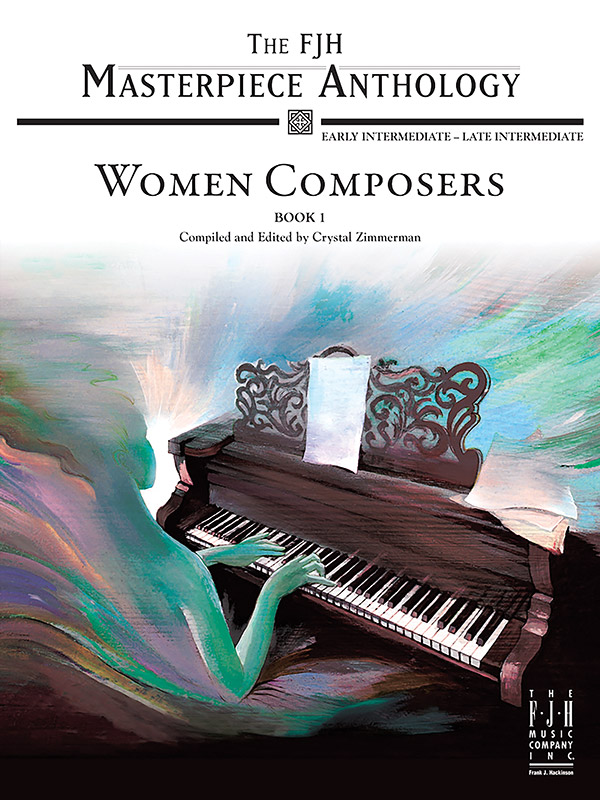 The FJH
Masterpiece Anthology
Early Intermediate – Late Intermediate
Women Composers
Book 1
Compiled and Edited by Crystal Zimmerman
THE
F·J·H
MUSIC
COMPANY
INC.
Frank J. Hackinson